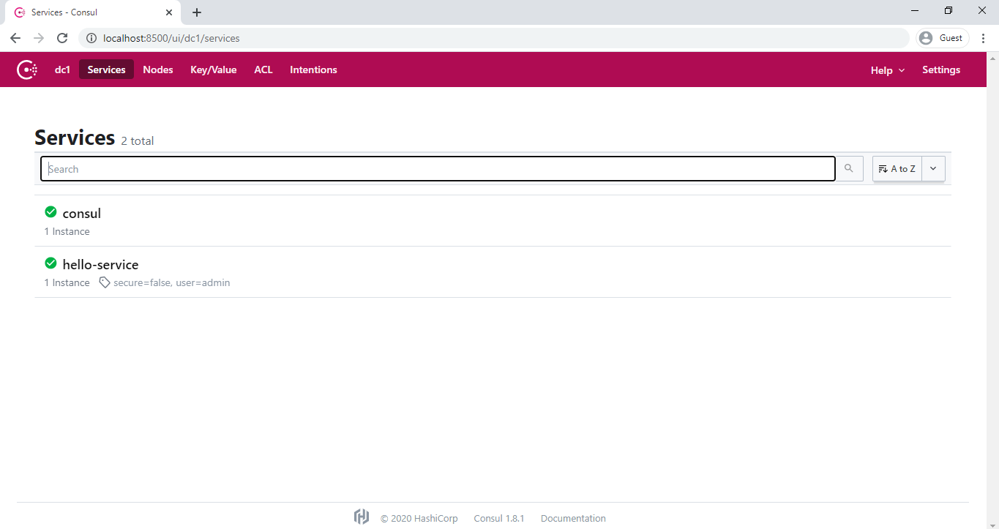 Services - Consul
localhost:8500/ui/dc1/services
Guest
dc1 Services Nodes Key/Value ACL Intentions Help Settings
Services 2 total
Search
A to Z
consul
1 Instance
hello-service
1 Instance secure=false, user=admin
© 2020 HashiCorp Consul 1.8.1 Documentation